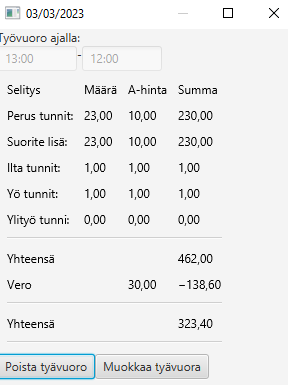 03/03/2023
Työvuoro ajalla:
13:00 - 12:00
Selitys Määrä A-hinta Summa
Perus tunnit: 23,00 10,00 230,00
Suorite lisä: 23,00 10,00 230,00
Ilta tunnit: 1,00 1,00 1,00
Yö tunnit: 1,00 1,00 1,00
Ylityö tunni: 0,00 0,00 0,00
Yhteensä 462,00
Vero 30,00 −138,60
Yhteensä 323,40
Poista tyävuoro Muokkaa tyävuora